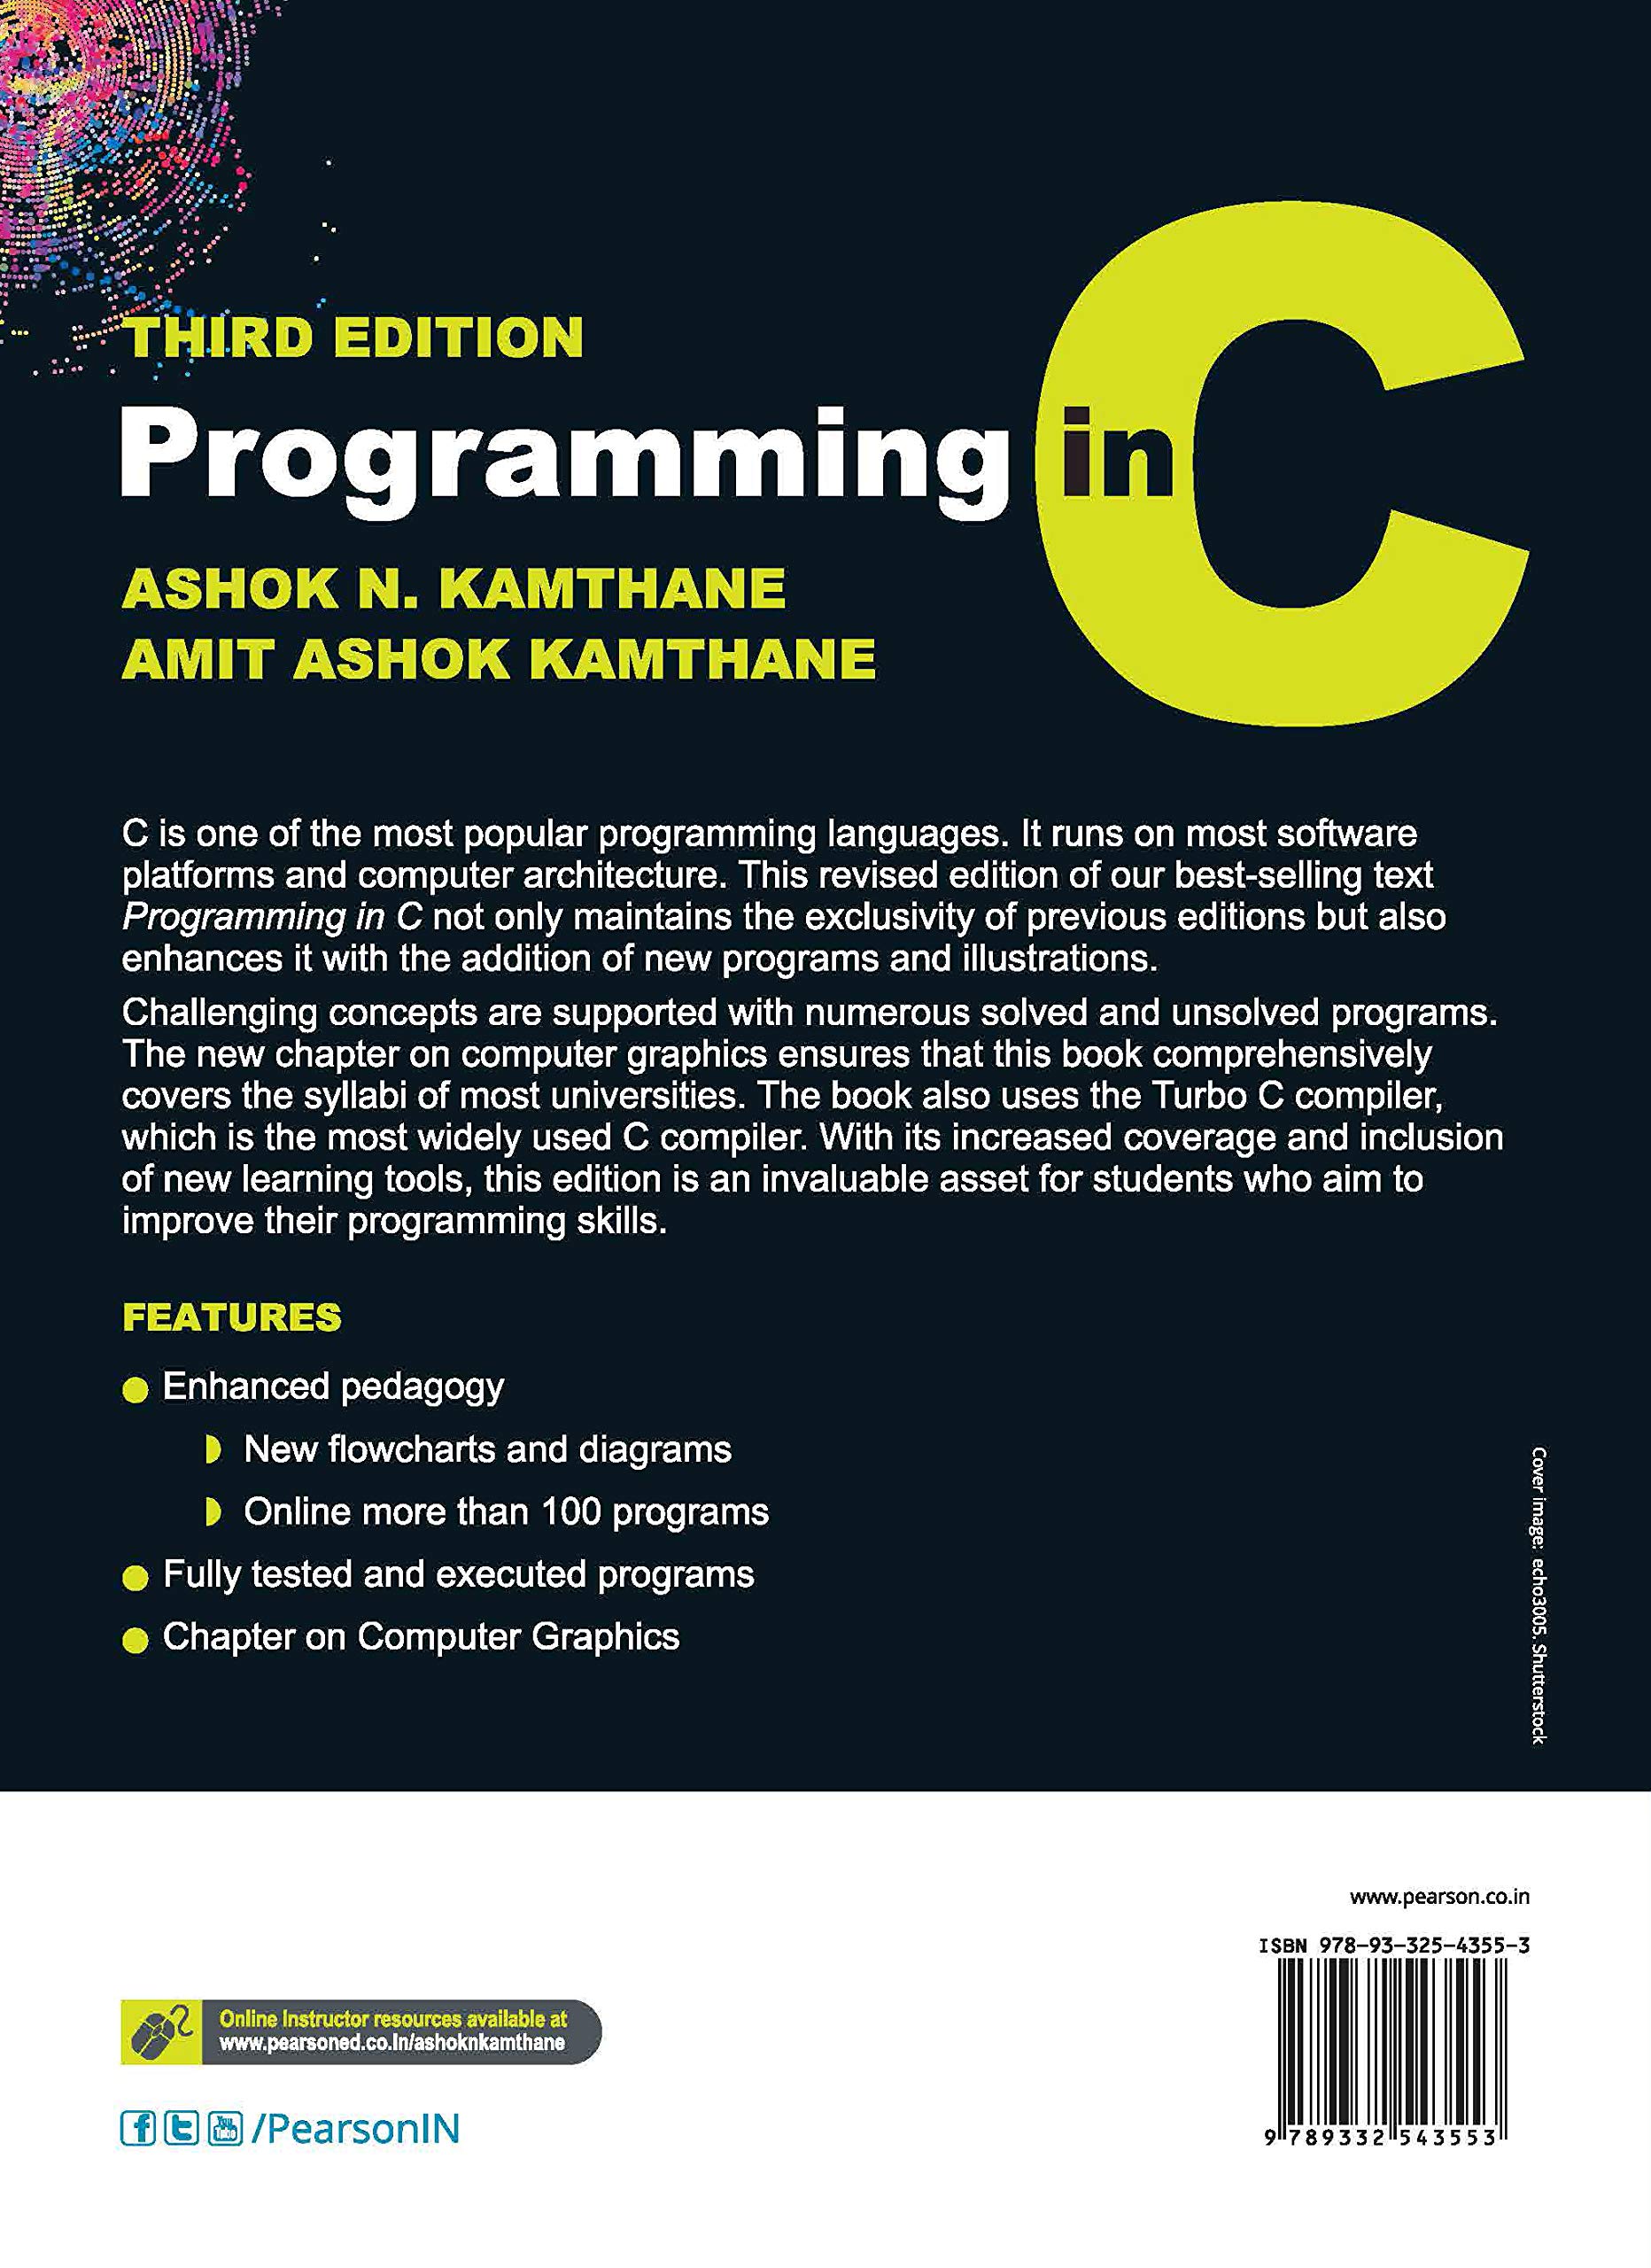 THIRD EDITION
Programming in C
ASHOK N. KAMTHANE
AMIT ASHOK KAMTHANE
C is one of the most popular programming languages. It runs on most software
platforms and computer architecture. This revised edition of our best-selling text
Programming in C not only maintains the exclusivity of previous editions but also
enhances it with the addition of new programs and illustrations.
Challenging concepts are supported with numerous solved and unsolved programs.
The new chapter on computer graphics ensures that this book comprehensively
covers the syllabi of most universities. The book also uses the Turbo C compiler,
which is the most widely used C compiler. With its increased coverage and inclusion
of new learning tools, this edition is an invaluable asset for students who aim to
improve their programming skills.
FEATURES
Enhanced pedagogy
New flowcharts and diagrams
Online more than 100 programs
Fully tested and executed programs
Chapter on Computer Graphics
Cover image: echo3005. Shutterstock
www.pearson.co.in
ISBN 978-93-325-4355-3
9 789332 543553
Online Instructor resources available at
www.pearsoned.co.in/ashoknkamthane
f t You Tube /PearsonIN